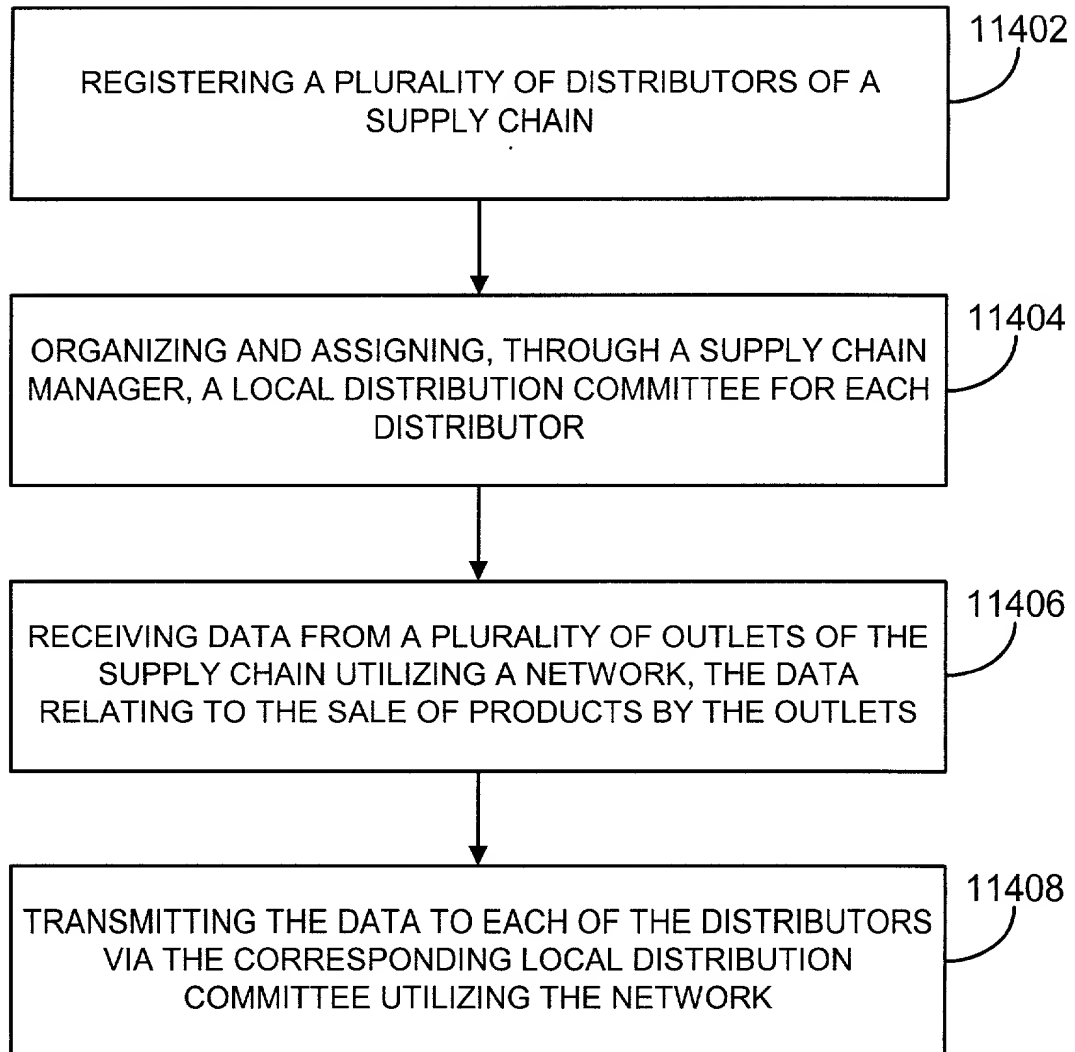 11402
REGISTERING A PLURALITY OF DISTRIBUTORS OF A
SUPPLY CHAIN
11404
ORGANIZING AND ASSIGNING, THROUGH A SUPPLY CHAIN
MANAGER, A LOCAL DISTRIBUTION COMMITTEE FOR EACH
DISTRIBUTOR
11406
RECEIVING DATA FROM A PLURALITY OF OUTLETS OF THE
SUPPLY CHAIN UTILIZING A NETWORK, THE DATA
RELATING TO THE SALE OF PRODUCTS BY THE OUTLETS
11408
TRANSMITTING THE DATA TO EACH OF THE DISTRIBUTORS
VIA THE CORRESPONDING LOCAL DISTRIBUTION
COMMITTEE UTILIZING THE NETWORK